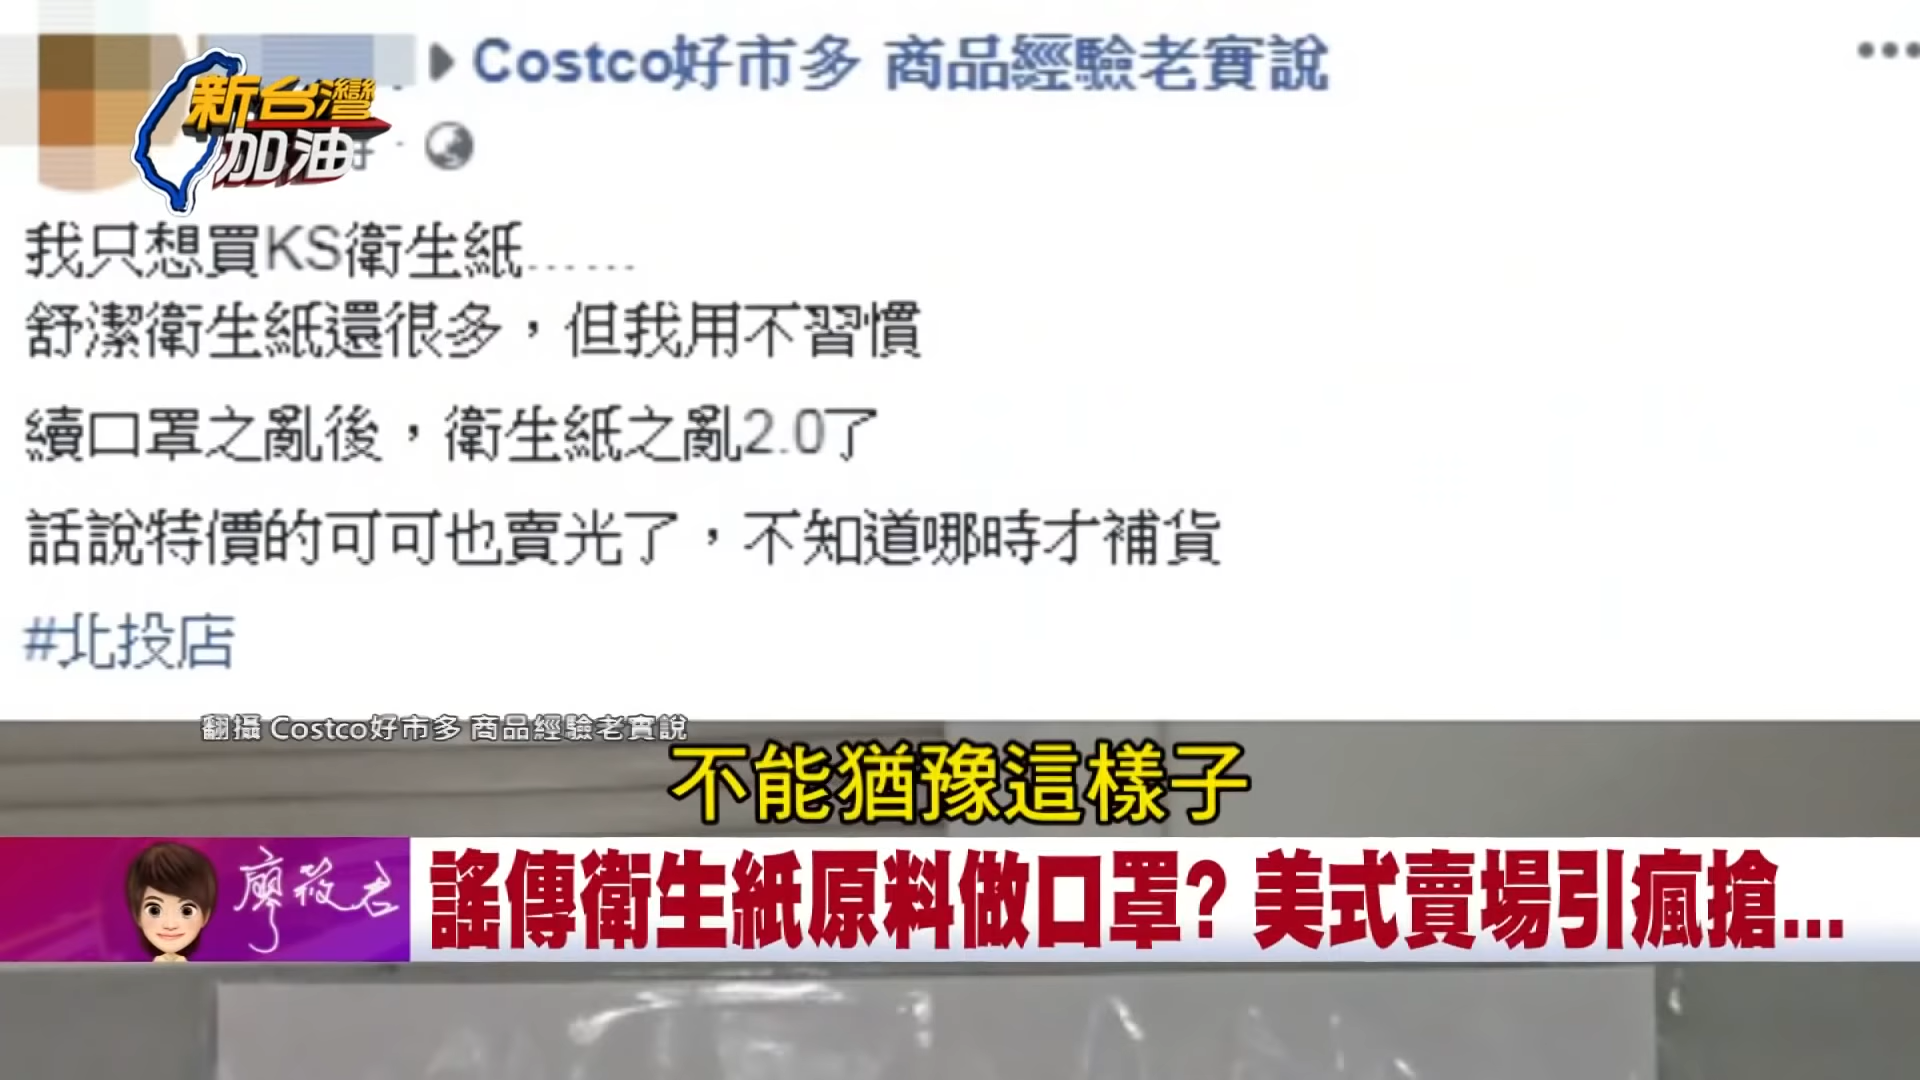 Costco好市多 商品經驗老實說
新台灣
加油
我只想買KS衛生紙......
舒潔衛生紙還很多，但我用不習慣
續口罩之亂後，衛生紙之亂2.0了
話說特價的可可也賣光了，不知道哪時才補貨
#北投店
翻攝 Costco好市多 商品經驗老實說
不能猶豫這樣子
廖筱君
謠傳衛生紙原料做口罩? 美式賣場引瘋搶...